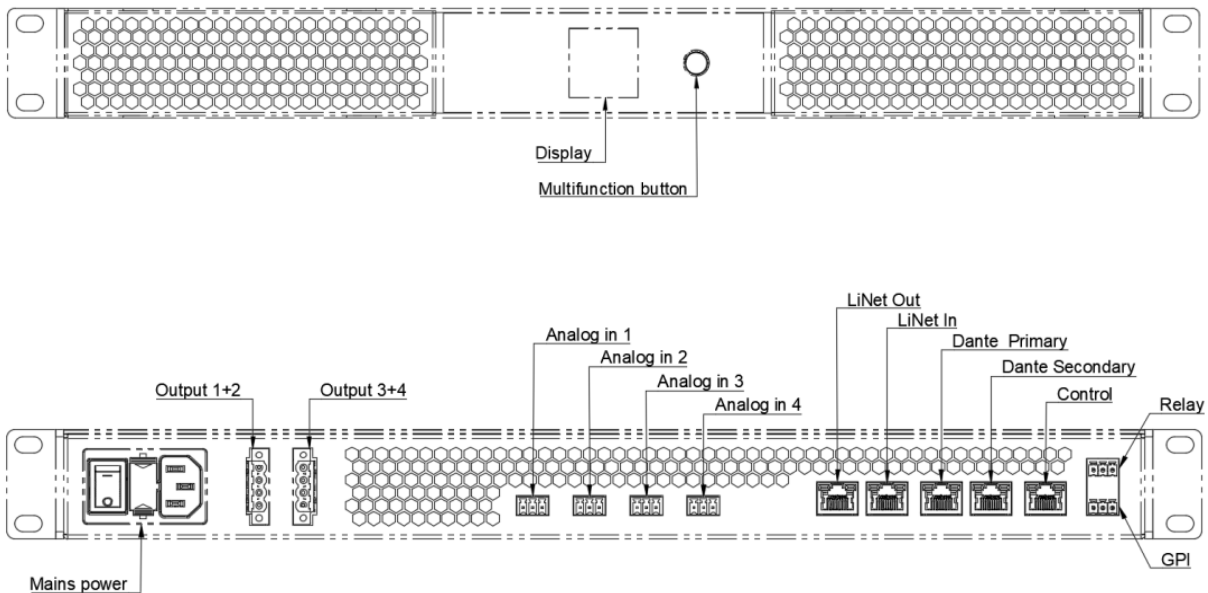 Display
Multifunction button
LiNet Out
LiNet In
Analog in 1
Dante Primary
Analog in 2
Dante Secondary
Analog in 3
Output 1+2
Output 3+4
Control
Analog in 4
Relay
GPI
Mains power